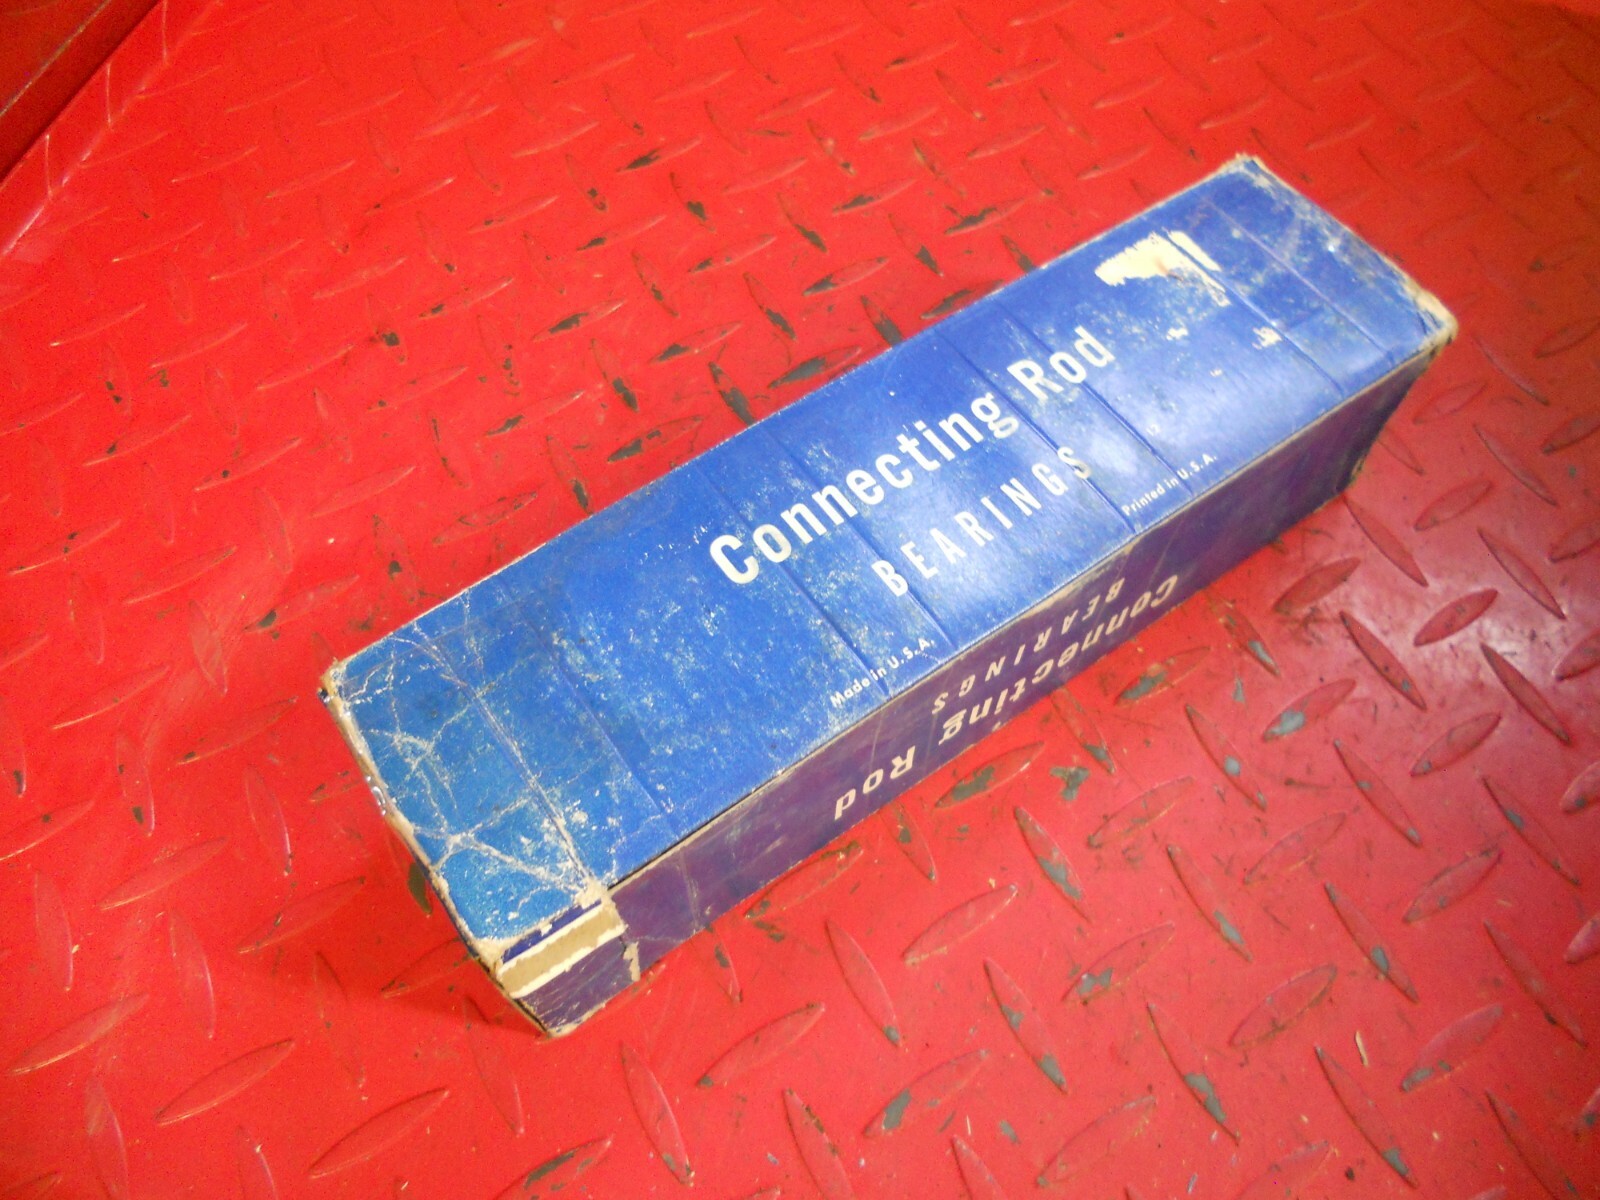 Connecting Rod
BEARINGS
Made in U.S.A.
Printed in U.S.A.
Connecting Rod
BEARINGS